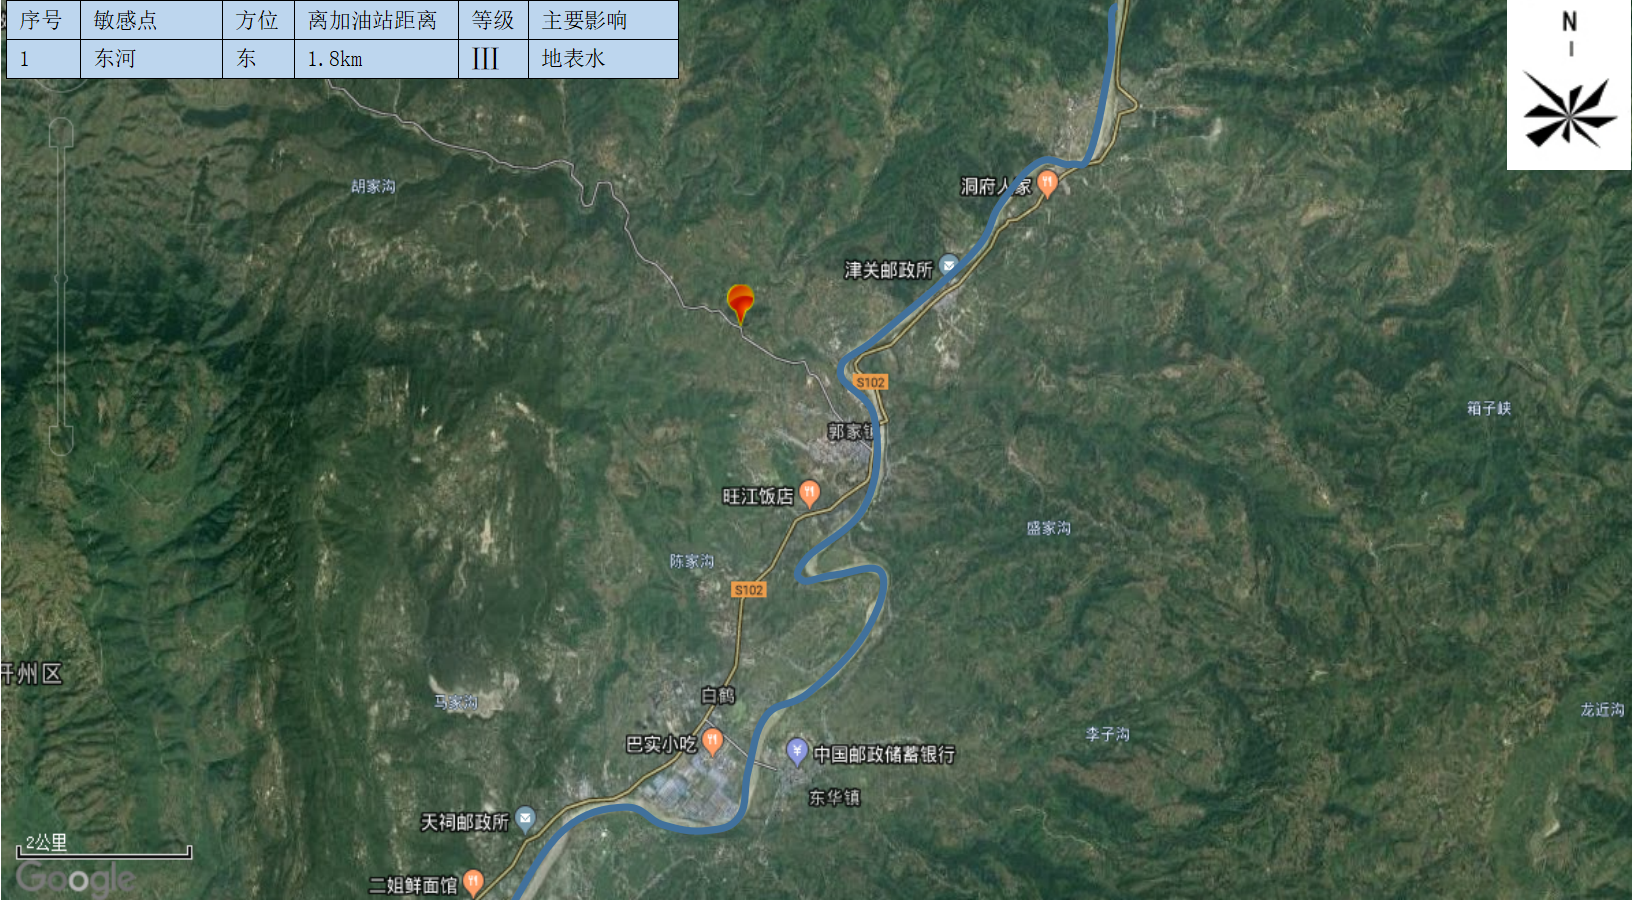 序号 敏感点 方位 离加油站距离 等级 主要影响
1 东河 东 1.8km III 地表水
N
胡家沟
洞府人家
津关邮政所
S102
箱子峡
郭家镇
旺江饭店
盛家沟
陈家沟
S102
开州区
白鹤
马家沟
龙近沟
李子沟
巴实小吃
中国邮政储蓄银行
东华镇
天祠邮政所
2公里
Google
二姐鲜面馆